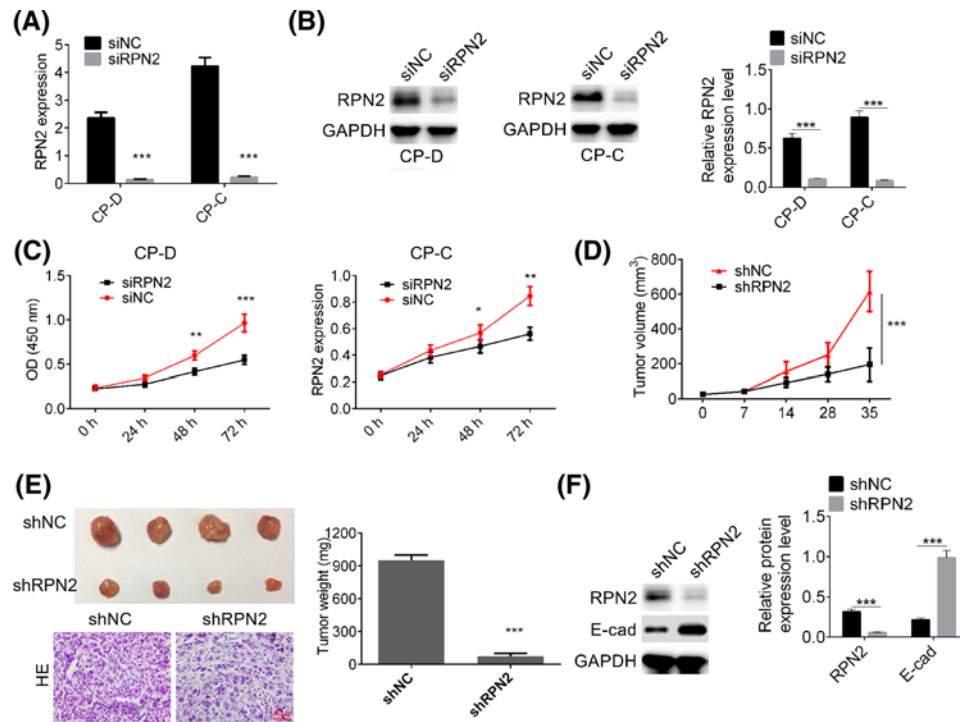 (A)
siNC
siRPN2
RPN2 expression
5
4
3
2
1
0
***
***
CP-D
CP-C
(B)
siNC
siRPN2
RPN2
GAPDH
CP-D
siNC
siRPN2
RPN2
GAPDH
CP-C
siNC
siRPN2
Relative RPN2
expression level
1.5
1.0
0.5
0.0
***
***
CP-D
CP-C
(C)
CP-D
siRPN2
siNC
OD (450 nm)
1.5
1.0
0.5
0.0
**
***
0 h
24 h
48 h
72 h
CP-C
siRPN2
siNC
RPN2 expression
1.0
0.8
0.6
0.4
0.2
0.0
*
**
0 h
24 h
48 h
72 h
(D)
shNC
shRPN2
Tumor volume (mm³)
800
600
400
200
0
***
0 7 14 28 35
(E)
shNC
shRPN2
shNC
shRPN2
HE
Tumor weight (mg)
1200
900
600
300
0
***
shNC
shRPN2
(F)
shNC
shRPN2
RPN2
E-cad
GAPDH
shNC
shRPN2
Relative protein
expression level
1.5
1.0
0.5
0.0
***
***
RPN2
E-cad